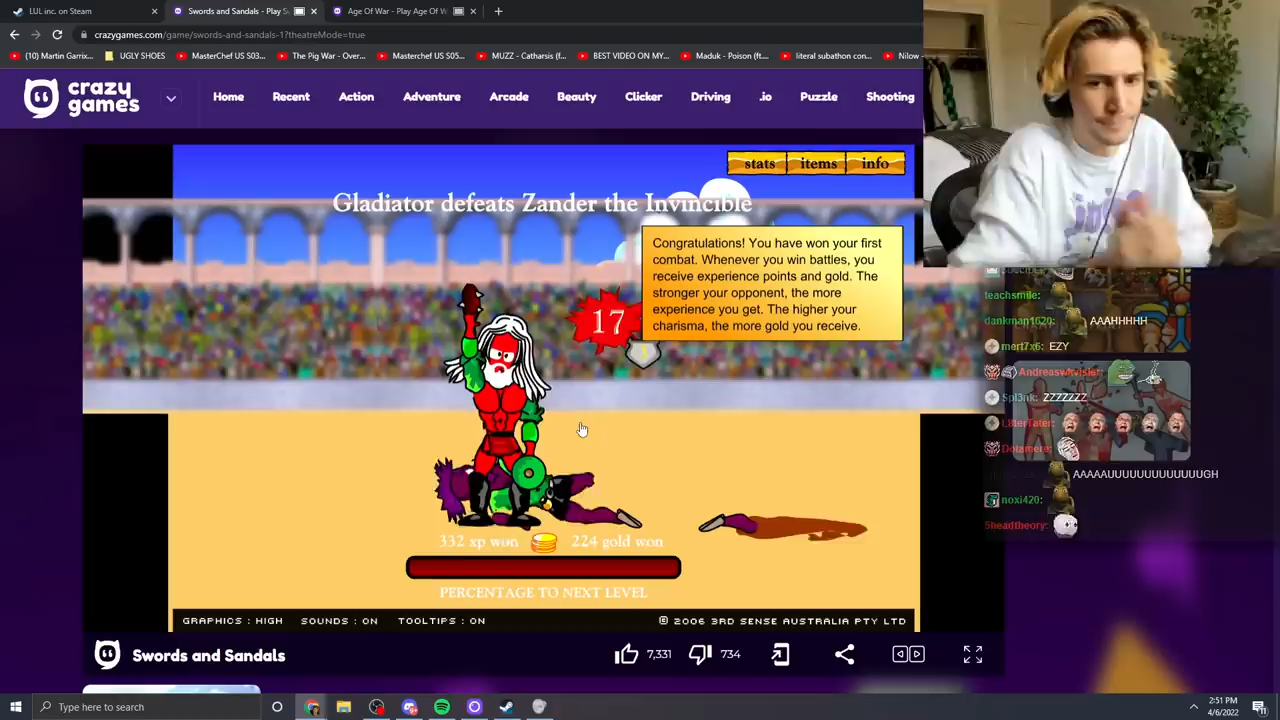 LUL inc. on Steam
Swords and Sandals - Play S
Age Of War - Play Age Of W
crazygames.com/game/swords-and-sandals-1?theatreMode=true
(10) Martin Garrix...
UGLY SHOES
MasterChef US S03...
The Pig War - Over...
Masterchef US S05...
MUZZ - Catharsis (f...
BEST VIDEO ON MY...
Maduk - Poison (ft....
literal subathon con...
Nilow
crazy
games
Home
Recent
Action
Adventure
Arcade
Beauty
Clicker
Driving
.io
Puzzle
Shooting
stats
items
info
Gladiator defeats Zander the Invincible
Congratulations! You have won your first
combat. Whenever you win battles, you
receive experience points and gold. The
stronger your opponent, the more
experience you get. The higher your
charisma, the more gold you receive.
17
332 xp won
224 gold won
PERCENTAGE TO NEXT LEVEL
GRAPHICS : HIGH
SOUNDS : ON
TOOLTIPS : ON
© 2006 3RD SENSE AUSTRALIA PTY LTD
teachsmile:
dankman1620:
AAAHHHHH
mert7x6: EZY
Andreaswhvisler:
Spl3nk: ZZZZZZZ
L8terTater:
Dotamere:
AAAAAUUUUUUUUUUUUUGH
noxi420:
5headtheory:
Swords and Sandals
7,331
734
Type here to search
2:51 PM
4/6/2022